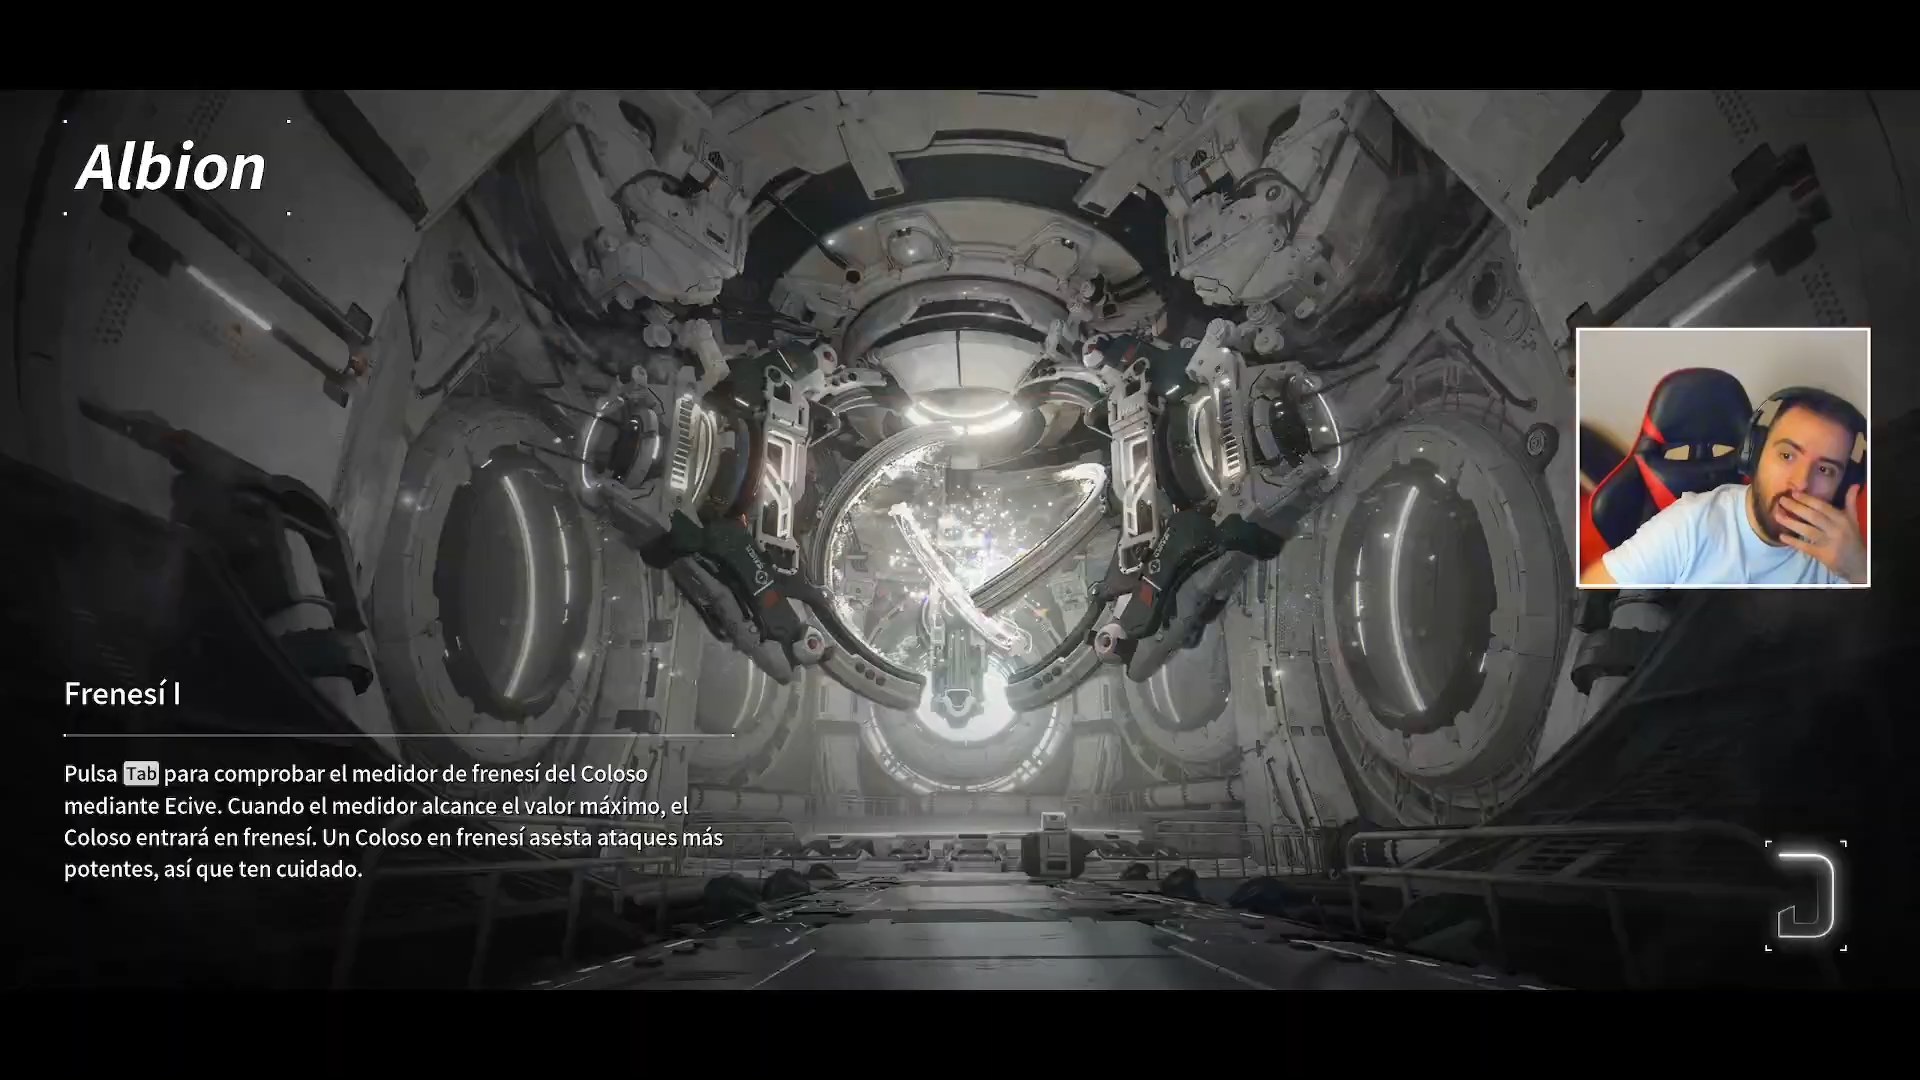 Albion
Frenesí I
Pulsa Tab para comprobar el medidor de frenesí del Coloso
mediante Ecive. Cuando el medidor alcance el valor máximo, el
Coloso entrará en frenesí. Un Coloso en frenesí asesta ataques más
potentes, así que ten cuidado.